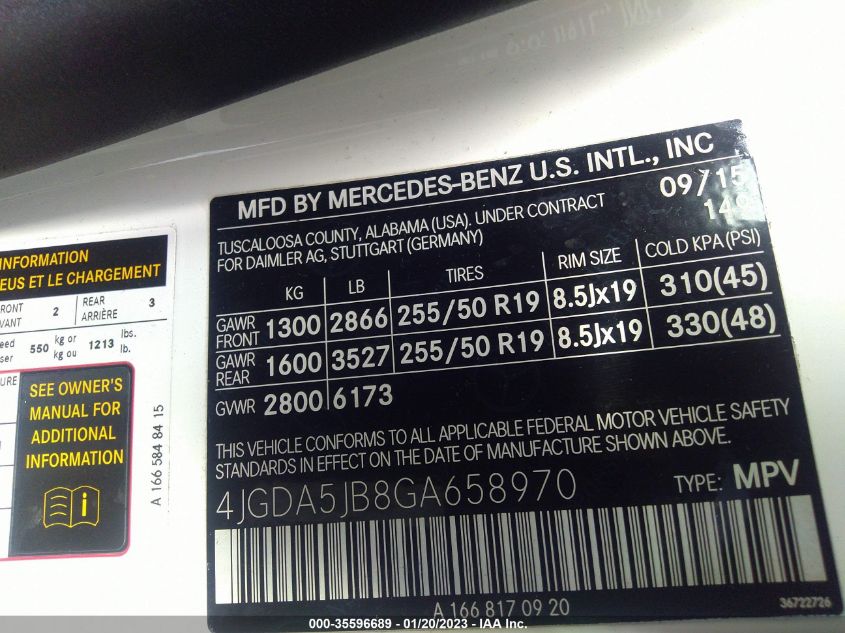 INFORMATION
EUS ET LE CHARGEMENT
2
REAR
ARRIÈRE
3
550 kg or
kg ou
1213 lbs.
lb.
SEE OWNER'S
MANUAL FOR
ADDITIONAL
INFORMATION
A 166 584 84 15
MFD BY MERCEDES-BENZ U.S. INTL., INC
TUSCALOOSA COUNTY, ALABAMA (USA). UNDER CONTRACT
FOR DAIMLER AG, STUTTGART (GERMANY)
09/15
149
KG LB TIRES RIM SIZE COLD KPA(PSI)
GAWR
FRONT 1300 2866 255/50 R19 8.5Jx19 310(45)
GAWR
REAR 1600 3527 255/50 R19 8.5Jx19 330(48)
GVWR 2800 6173
THIS VEHICLE CONFORMS TO ALL APPLICABLE FEDERAL MOTOR VEHICLE SAFETY
STANDARDS IN EFFECT ON THE DATE OF MANUFACTURE SHOWN ABOVE.
4JGDA5JB8GA658970 TYPE: MPV
A 166 817 09 20
36722726
000-35596689 - 01/20/2023 - IAA Inc.